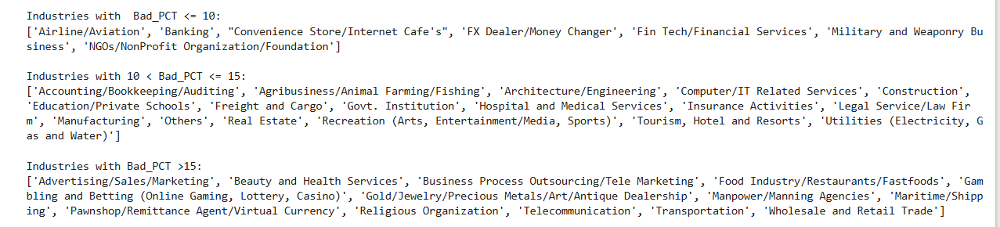 Industries with  Bad_PCT <= 10:
['Airline/Aviation', 'Banking', "Convenience Store/Internet Cafe's", 'FX Dealer/Money Changer', 'Fin Tech/Financial Services', 'Military and Weaponry Bu
siness', 'NGOs/NonProfit Organization/Foundation']
Industries with 10 < Bad_PCT <= 15:
['Accounting/Bookkeeping/Auditing', 'Agribusiness/Animal Farming/Fishing', 'Architecture/Engineering', 'Computer/IT Related Services', 'Construction',
'Education/Private Schools', 'Freight and Cargo', 'Govt. Institution', 'Hospital and Medical Services', 'Insurance Activities', 'Legal Service/Law Fir
m', 'Manufacturing', 'Others', 'Real Estate', 'Recreation (Arts, Entertainment/Media, Sports)', 'Tourism, Hotel and Resorts', 'Utilities (Electricity, G
as and Water)']
Industries with Bad_PCT >15:
['Advertising/Sales/Marketing', 'Beauty and Health Services', 'Business Process Outsourcing/Tele Marketing', 'Food Industry/Restaurants/Fastfoods', 'Gam
bling and Betting (Online Gaming, Lottery, Casino)', 'Gold/Jewelry/Precious Metals/Art/Antique Dealership', 'Manpower/Manning Agencies', 'Maritime/Shipp
ing', 'Pawnshop/Remittance Agent/Virtual Currency', 'Religious Organization', 'Telecommunication', 'Transportation', 'Wholesale and Retail Trade']